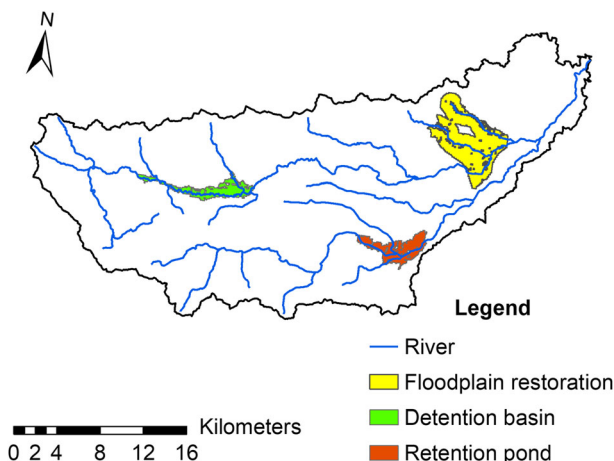 N
Legend
River
Floodplain restoration
Detention basin
Retention pond
Kilometers
0 2 4 8 12 16